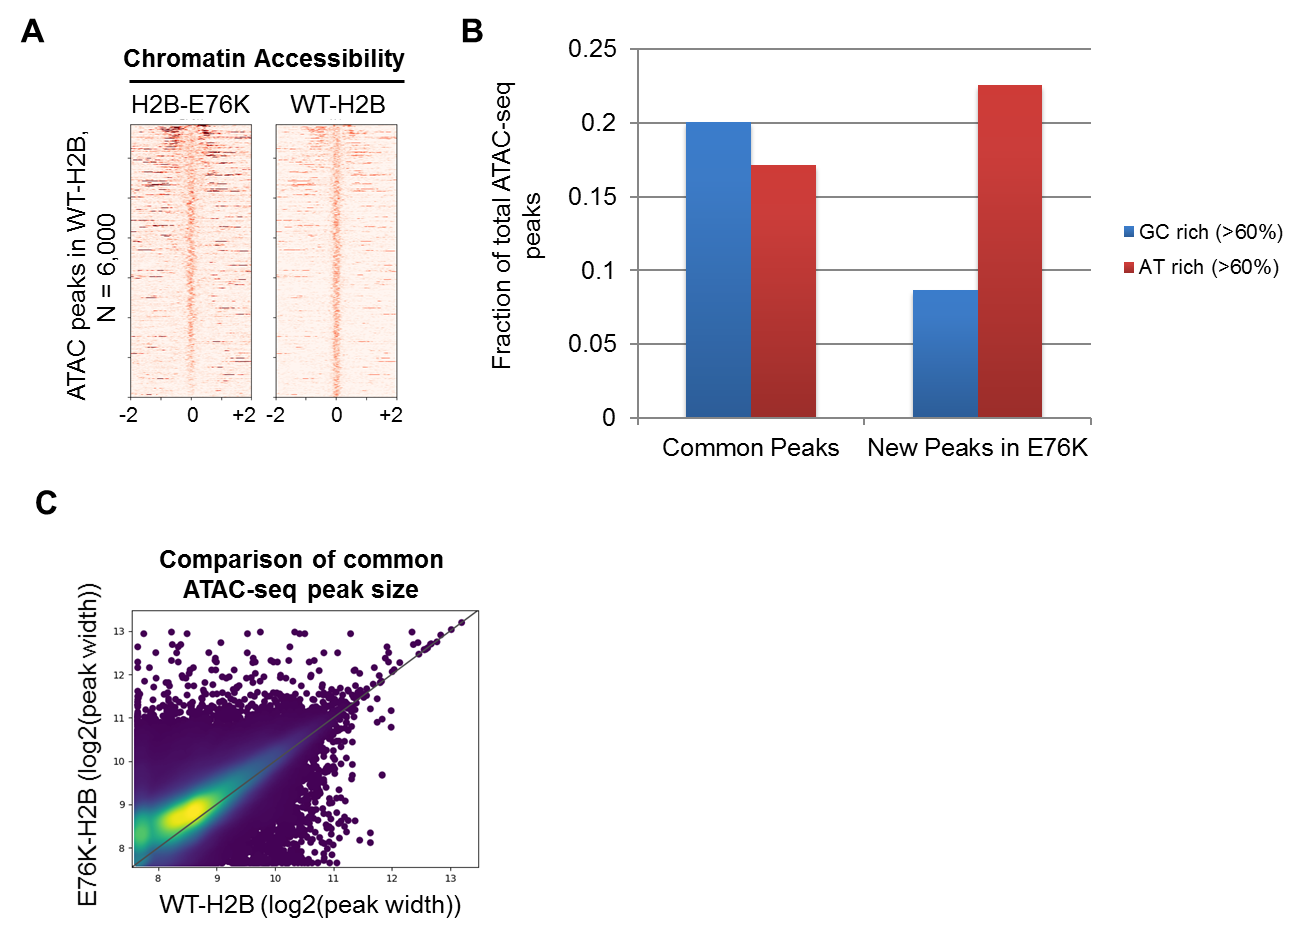 A
Chromatin Accessibility
H2B-E76K
WT-H2B
ATAC peaks in WT-H2B,
N = 6,000
-2
0
+2
-2
0
+2
B
Fraction of total ATAC-seq
peaks
0.25
0.2
0.15
0.1
0.05
0
Common Peaks
New Peaks in E76K
GC rich (>60%)
AT rich (>60%)
C
Comparison of common
ATAC-seq peak size
E76K-H2B (log2(peak width))
13
12
11
10
9
8
8
9
10
11
12
13
WT-H2B (log2(peak width))